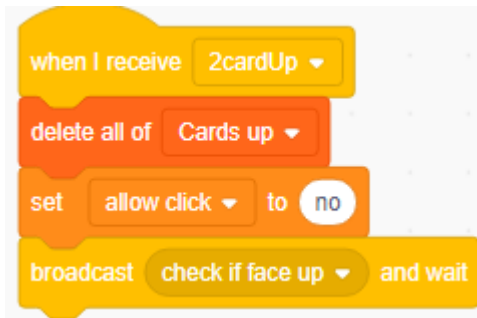 when I receive 2cardUp
delete all of Cards up
set allow click to no
broadcast check if face up and wait